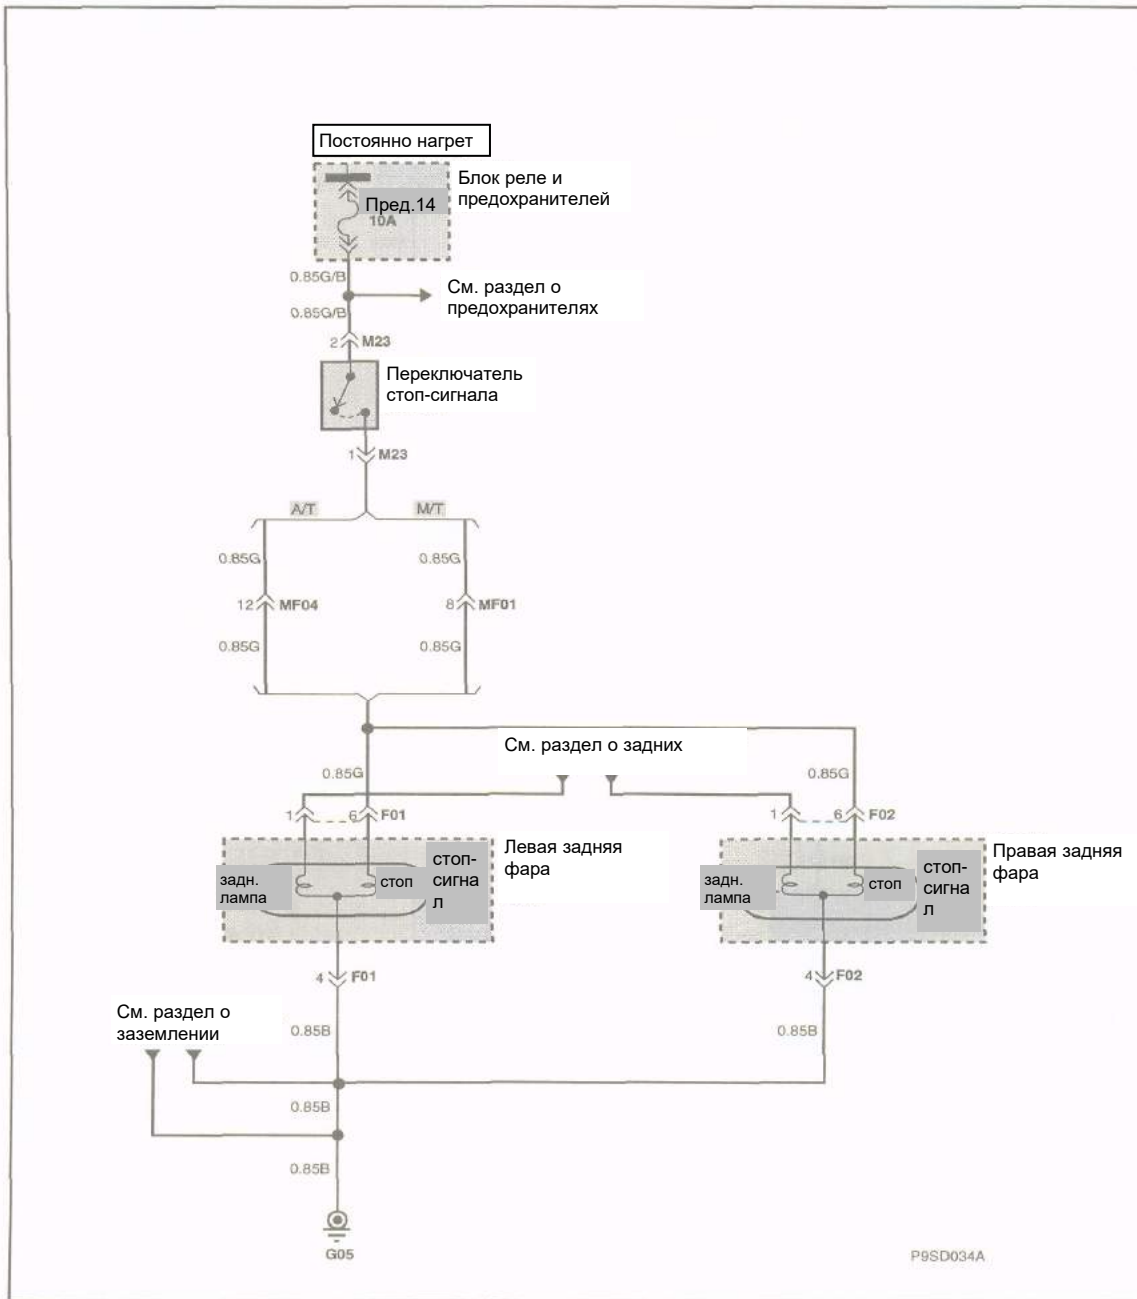 Постоянно нагрет
Блок реле и
предохранителей
Пред.14
10A
0.85G/B
См. раздел о
предохранителях
0.85G/B
2 M23
Переключатель
стоп-сигнала
1 M23
A/T M/T
0.85G 0.85G
12 MF04 8 MF01
0.85G 0.85G
См. раздел о задних
0.85G 0.85G
1 6 F01 1 6 F02
Левая задняя
фара
Правая задняя
фара
задн.
лампа
стоп
стоп-
сигна
л
задн.
лампа
стоп
стоп-
сигна
л
4 F01 4 F02
См. раздел о
заземлении
0.85B 0.85B
0.85B
0.85B
G05
P9SD034A